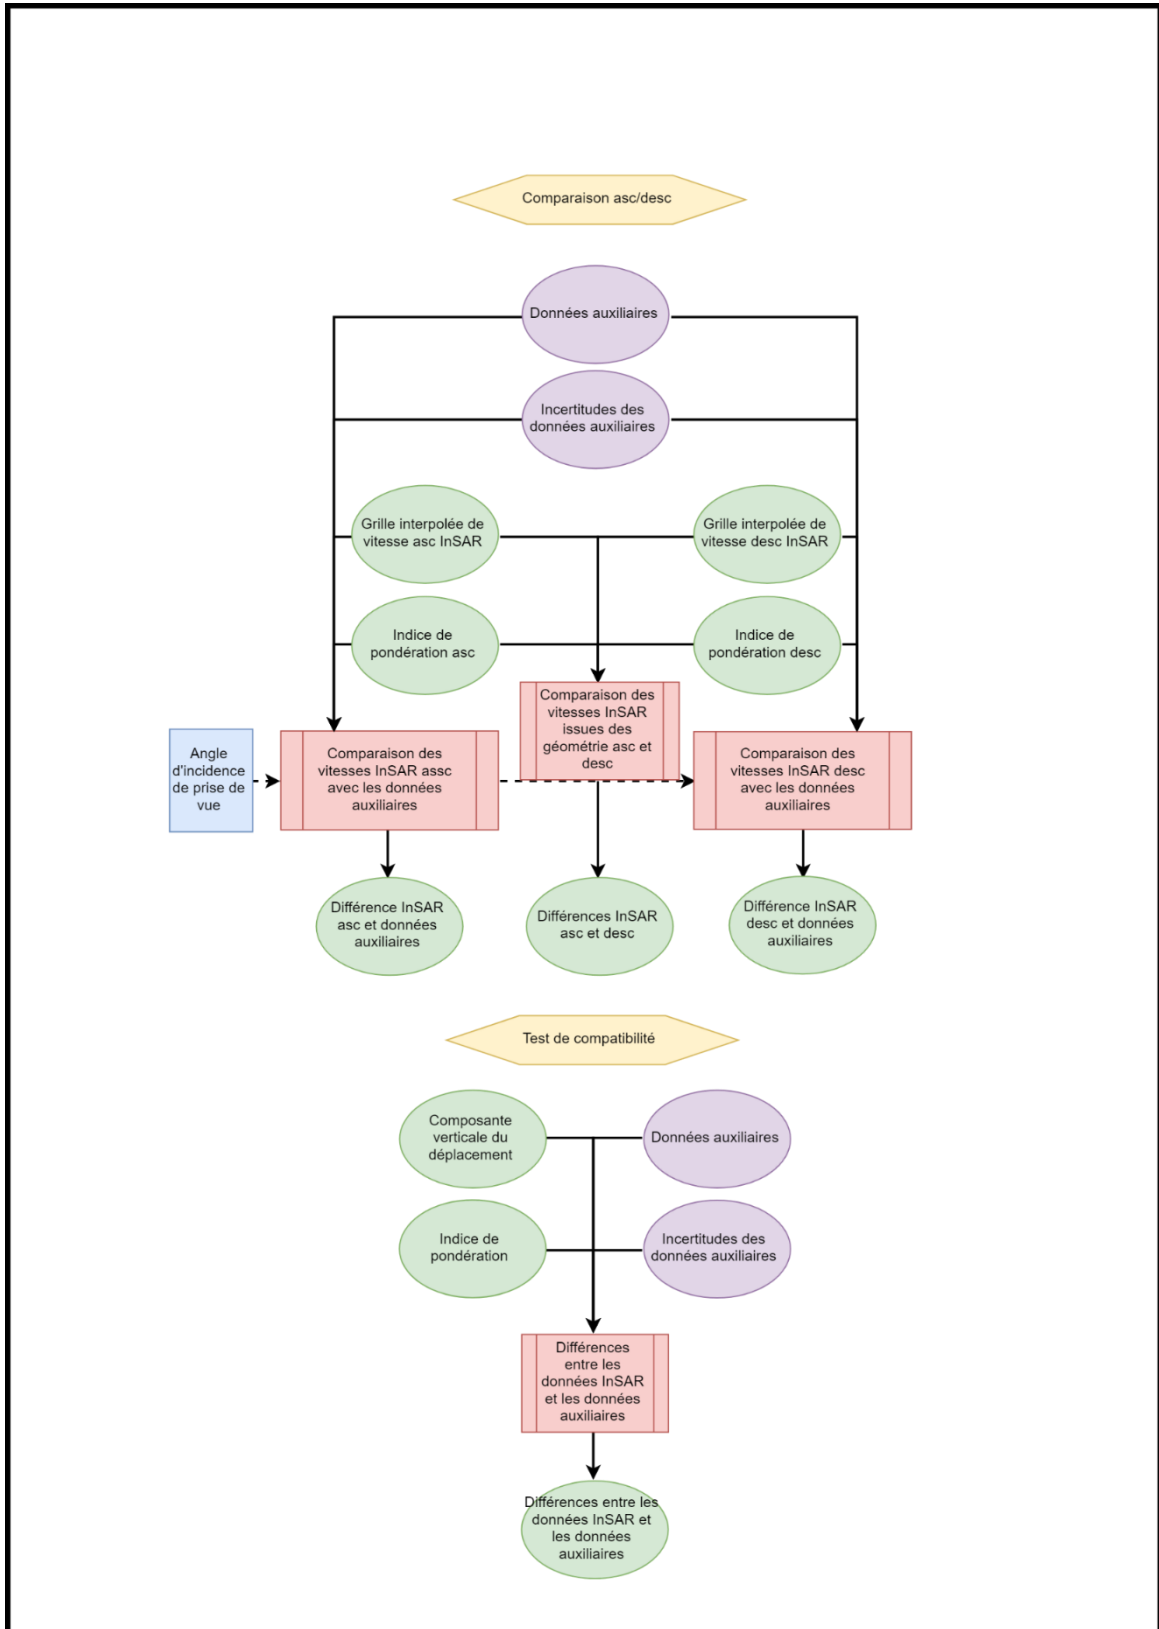 Comparaison asc/desc
Données auxiliaires
Incertitudes des
données auxiliaires
Grille interpolée de
vitesse asc InSAR
Grille interpolée de
vitesse desc InSAR
Indice de
pondération asc
Indice de
pondération desc
Comparaison des
vitesses InSAR
issues des
géométrie asc et
desc
Angle
d'incidence
de prise de
vue
Comparaison des
vitesses InSAR assc
avec les données
auxiliaires
Comparaison des
vitesses InSAR desc
avec les données
auxiliaires
Différence InSAR
asc et données
auxiliaires
Différences InSAR
asc et desc
Différence InSAR
desc et données
auxiliaires
Test de compatibilité
Composante
verticale du
déplacement
Données auxiliaires
Indice de
pondération
Incertitudes des
données auxiliaires
Différences
entre les
données InSAR
et les données
auxiliaires
Différences entre les
données InSAR et
les données
auxiliaires